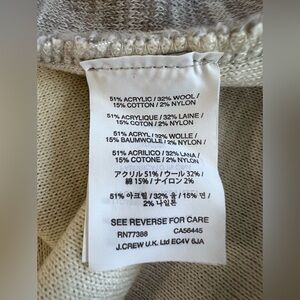 51% ACRYLIC / 32% WOOL /
15% COTTON / 2% NYLON
51% ACRYLIQUE / 32% LAINE /
15% COTON / 2% NYLON
51% ACRYL / 32% WOLLE /
15% BAUMWOLLE / 2% NYLON
51% ACRILICO / 32% LANA /
15% COTONE / 2% NYLON
アクリル 51% / ウール 32% /
綿 15% / ナイロン 2%
51% 아크릴 / 32% 울 / 15% 면 /
2% 나일론
SEE REVERSE FOR CARE
RN77388 CA56445
J.CREW U.K. Ltd EC4V 6JA